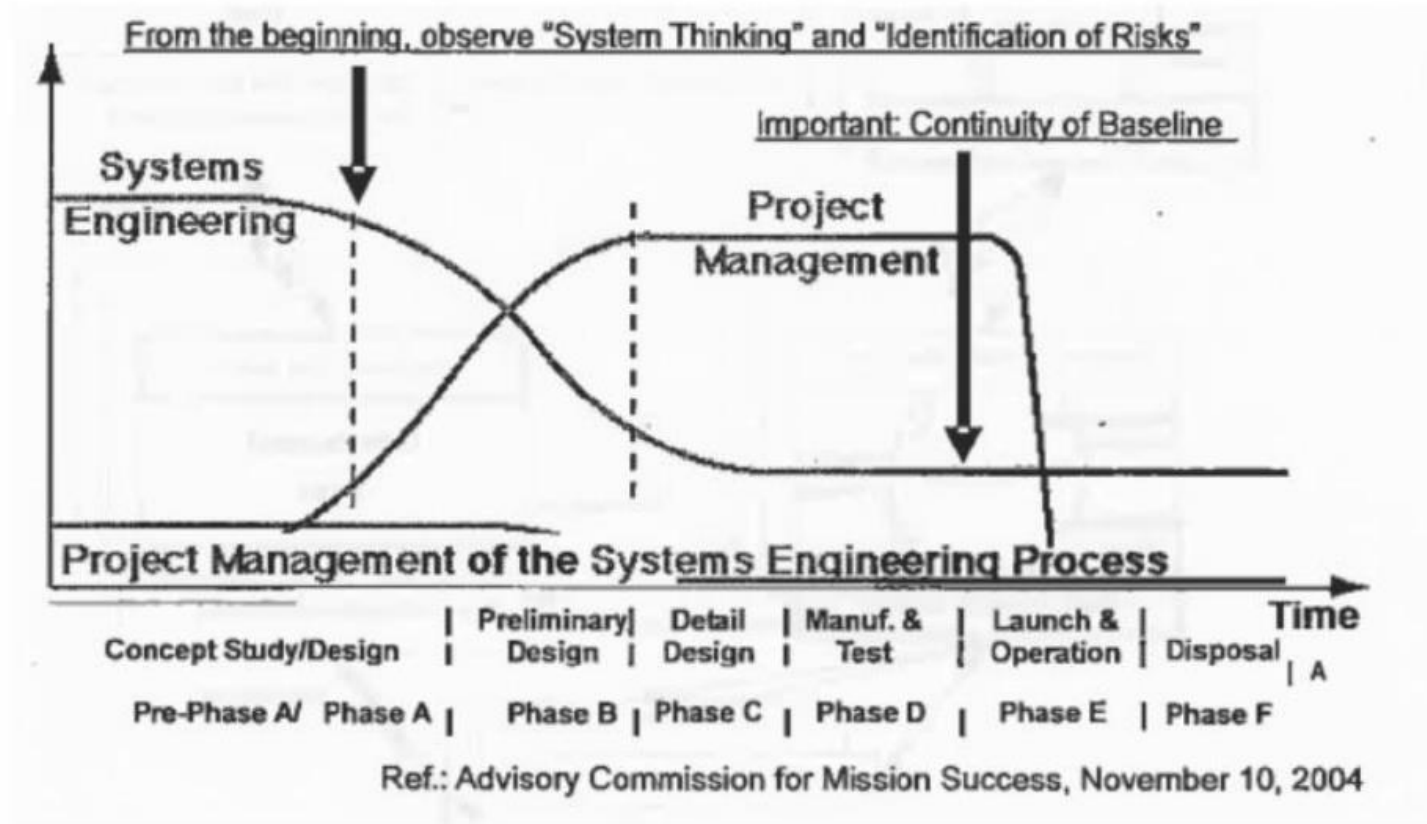 From the beginning, observe "System Thinking" and "Identification of Risks"
Important: Continuity of Baseline
Systems
Engineering
Project
Management
Project Management of the Systems Engineering Process
Time
Concept Study/Design | Preliminary Design | Detail Design | Manuf. & Test | Launch & Operation | Disposal | A
Pre-Phase A/ Phase A | Phase B | Phase C | Phase D | Phase E | Phase F
Ref.: Advisory Commission for Mission Success, November 10, 2004